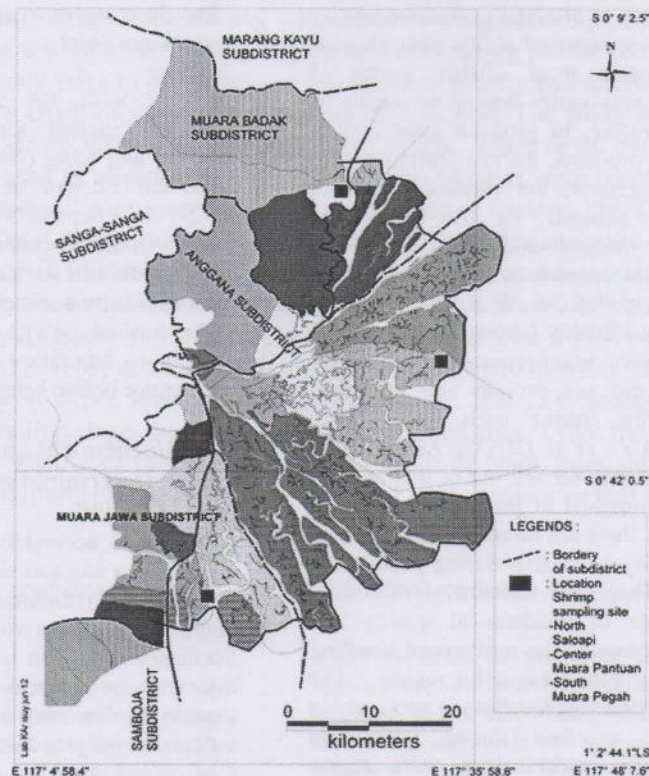 S 0° 9' 2.5"
MARANG KAYU
SUBDISTRICT
N
MUARA BADAK
SUBDISTRICT
SANGA-SANGA
SUBDISTRICT
ANGGANA SUBDISTRICT
S 0° 42' 0.5"
MUARA JAWA SUBDISTRICT
LEGENDS :
: Bordery
of subdistrict
: Location
Shrimp
sampling site
-North
Saloapi
-Center
Muara Pantuan
-South
Muara Pegah
SAMBOJA
SUBDISTRICT
0 10 20
kilometers
1° 2' 44.1"LS
E 117° 4' 58.4"
E 117° 35' 58.8"
E 117° 48' 7.6"